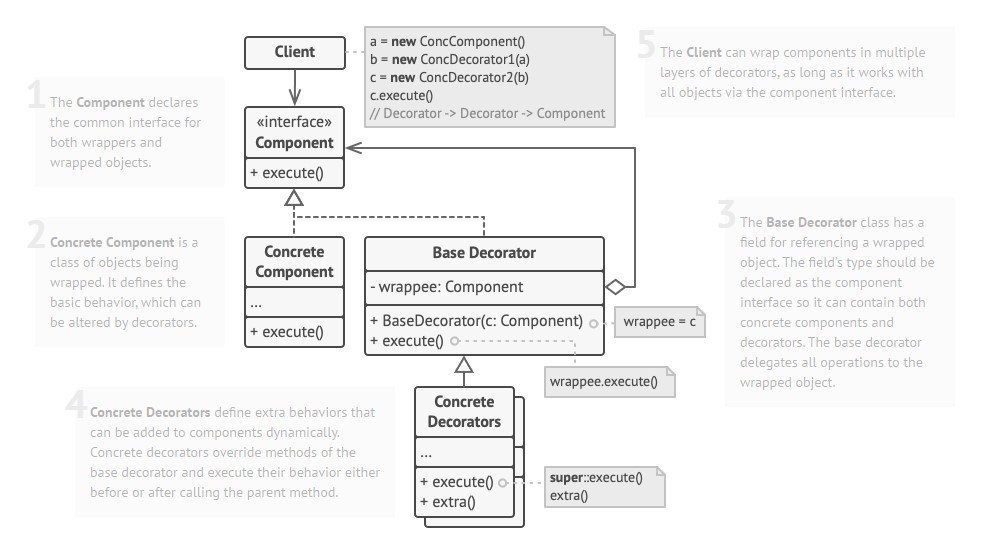 Client
a = new ConcComponent()
b = new ConcDecorator1(a)
c = new ConcDecorator2(b)
c.execute()
// Decorator -> Decorator -> Component
5
The Client can wrap components in multiple
layers of decorators, as long as it works with
all objects via the component interface.
1
The Component declares
the common interface for
both wrappers and
wrapped objects.
«interface»
Component
+ execute()
2
Concrete Component is a
class of objects being
wrapped. It defines the
basic behavior, which can
be altered by decorators.
Concrete
Component
...
+ execute()
Base Decorator
- wrappee: Component
+ BaseDecorator(c: Component)
+ execute()
wrappee = c
wrappee.execute()
3
The Base Decorator class has a
field for referencing a wrapped
object. The field's type should be
declared as the component
interface so it can contain both
concrete components and
decorators. The base decorator
delegates all operations to the
wrapped object.
4
Concrete Decorators define extra behaviors that
can be added to components dynamically.
Concrete decorators override methods of the
base decorator and execute their behavior either
before or after calling the parent method.
Concrete
Decorators
...
+ execute()
+ extra()
super::execute()
extra()